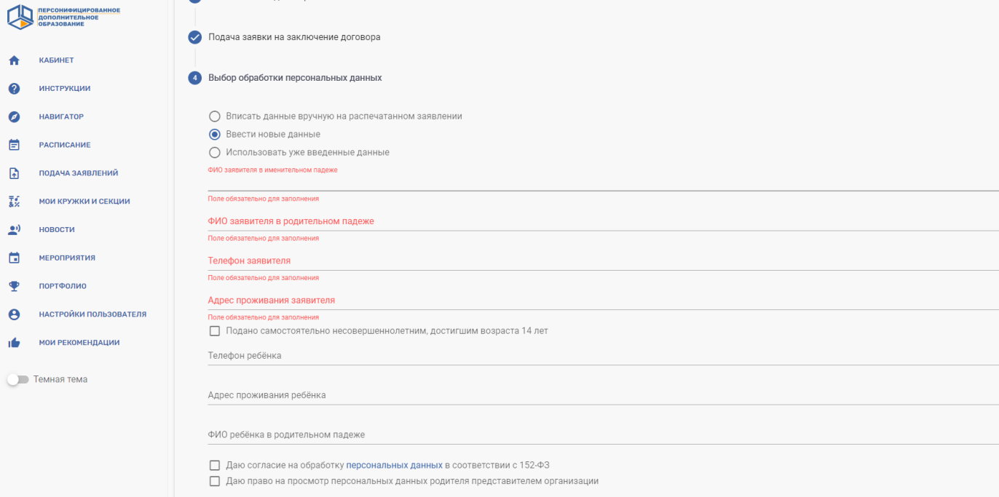 ПЕРСОНИФИЦИРОВАННОЕ
ДОПОЛНИТЕЛЬНОЕ
ОБРАЗОВАНИЕ
КАБИНЕТ
ИНСТРУКЦИИ
НАВИГАТОР
РАСПИСАНИЕ
ПОДАЧА ЗАЯВЛЕНИЙ
МОИ КРУЖКИ И СЕКЦИИ
НОВОСТИ
МЕРОПРИЯТИЯ
ПОРТФОЛИО
НАСТРОЙКИ ПОЛЬЗОВАТЕЛЯ
МОИ РЕКОМЕНДАЦИИ
Темная тема
Подача заявки на заключение договора
4 Выбор обработки персональных данных
Вписать данные вручную на распечатанном заявлении
Ввести новые данные
Использовать уже введенные данные
ФИО заявителя в именительном падеже
Поле обязательно для заполнения
ФИО заявителя в родительном падеже
Поле обязательно для заполнения
Телефон заявителя
Поле обязательно для заполнения
Адрес проживания заявителя
Поле обязательно для заполнения
Подано самостоятельно несовершеннолетним, достигшим возраста 14 лет
Телефон ребёнка
Адрес проживания ребёнка
ФИО ребёнка в родительном падеже
Даю согласие на обработку персональных данных в соответствии с 152-ФЗ
Даю право на просмотр персональных данных родителя представителем организации